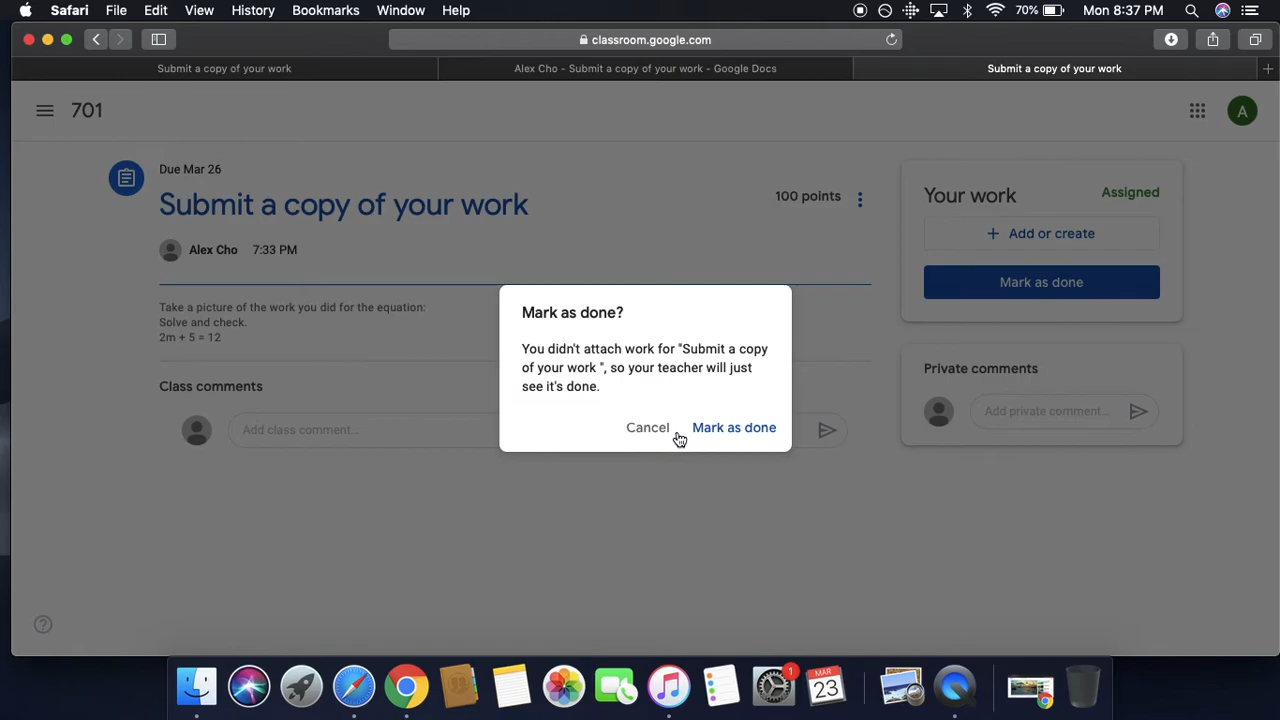 Safari File Edit View History Bookmarks Window Help 70% Mon 8:37 PM
classroom.google.com
Submit a copy of your work
Alex Cho - Submit a copy of your work - Google Docs
Submit a copy of your work
701
A
Due Mar 26
Submit a copy of your work
100 points
Alex Cho 7:33 PM
Take a picture of the work you did for the equation:
Solve and check.
2m + 5 = 12
Class comments
Add class comment...
Your work
Assigned
+ Add or create
Mark as done
Private comments
Add private comment...
Mark as done?
You didn't attach work for "Submit a copy
of your work ", so your teacher will just
see it's done.
Cancel
Mark as done
?
1
MAR
23